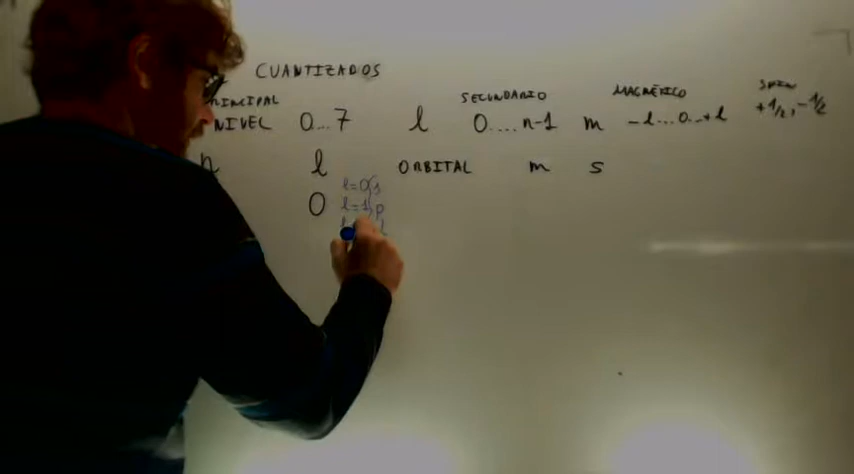 CUANTIZADOS
SECUNDARIO MAGNÉTICO SPIN
NIVEL 0...7 l 0....n-1 m -l...0...+l +1/2, -1/2
n l ORBITAL m s
0 l=0 s
l=1 p